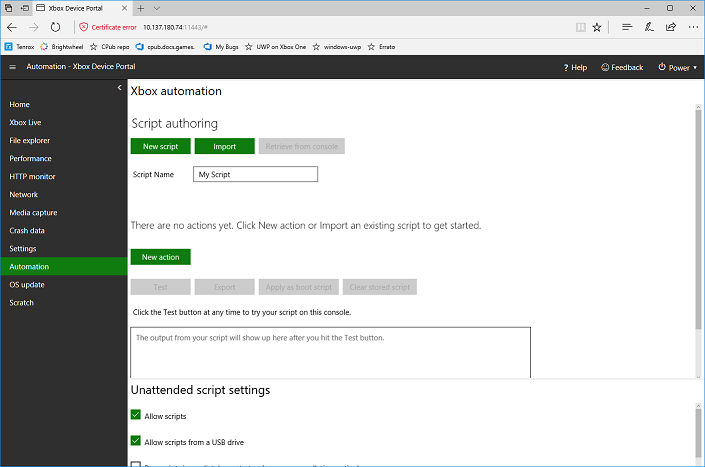 Xbox Device Portal
Certificate error
10.137.180.74:11443/#
Tenrox
Brightwheel
CPub repo
cpub.docs.games.
My Bugs
UWP on Xbox One
windows-uwp
Errato
Automation - Xbox Device Portal
? Help
Feedback
Power
Home
Xbox Live
File explorer
Performance
HTTP monitor
Network
Media capture
Crash data
Settings
Automation
OS update
Scratch
Xbox automation
Script authoring
New script
Import
Retrieve from console
Script Name
My Script
There are no actions yet. Click New action or Import an existing script to get started.
New action
Test
Export
Apply as boot script
Clear stored script
Click the Test button at any time to try your script on this console.
The output from your script will show up here after you hit the Test button.
Unattended script settings
Allow scripts
Allow scripts from a USB drive